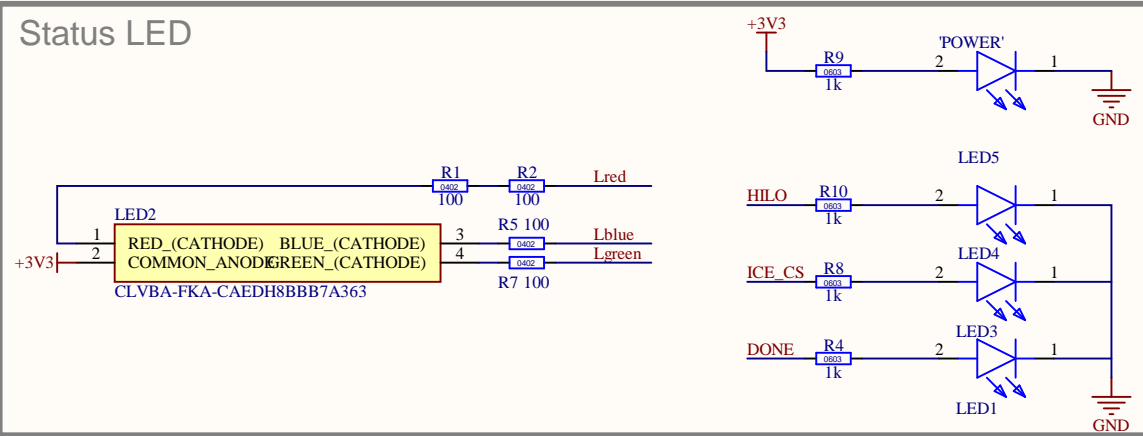 Status LED
+3V3
R9
0603
1k
'POWER'
2
1
GND
LED5
R1
0402
100
R2
0402
100
Lred
HILO
R10
0603
1k
2
1
LED2
1
RED_(CATHODE)
BLUE_(CATHODE)
3
R5 100
0402
Lblue
+3V3
2
COMMON_ANODE
GREEN_(CATHODE)
4
0402
Lgreen
R7 100
CLVBA-FKA-CAEDH8BBB7A363
LED4
ICE_CS
R8
0603
1k
2
1
LED3
DONE
R4
0603
1k
2
1
LED1
GND